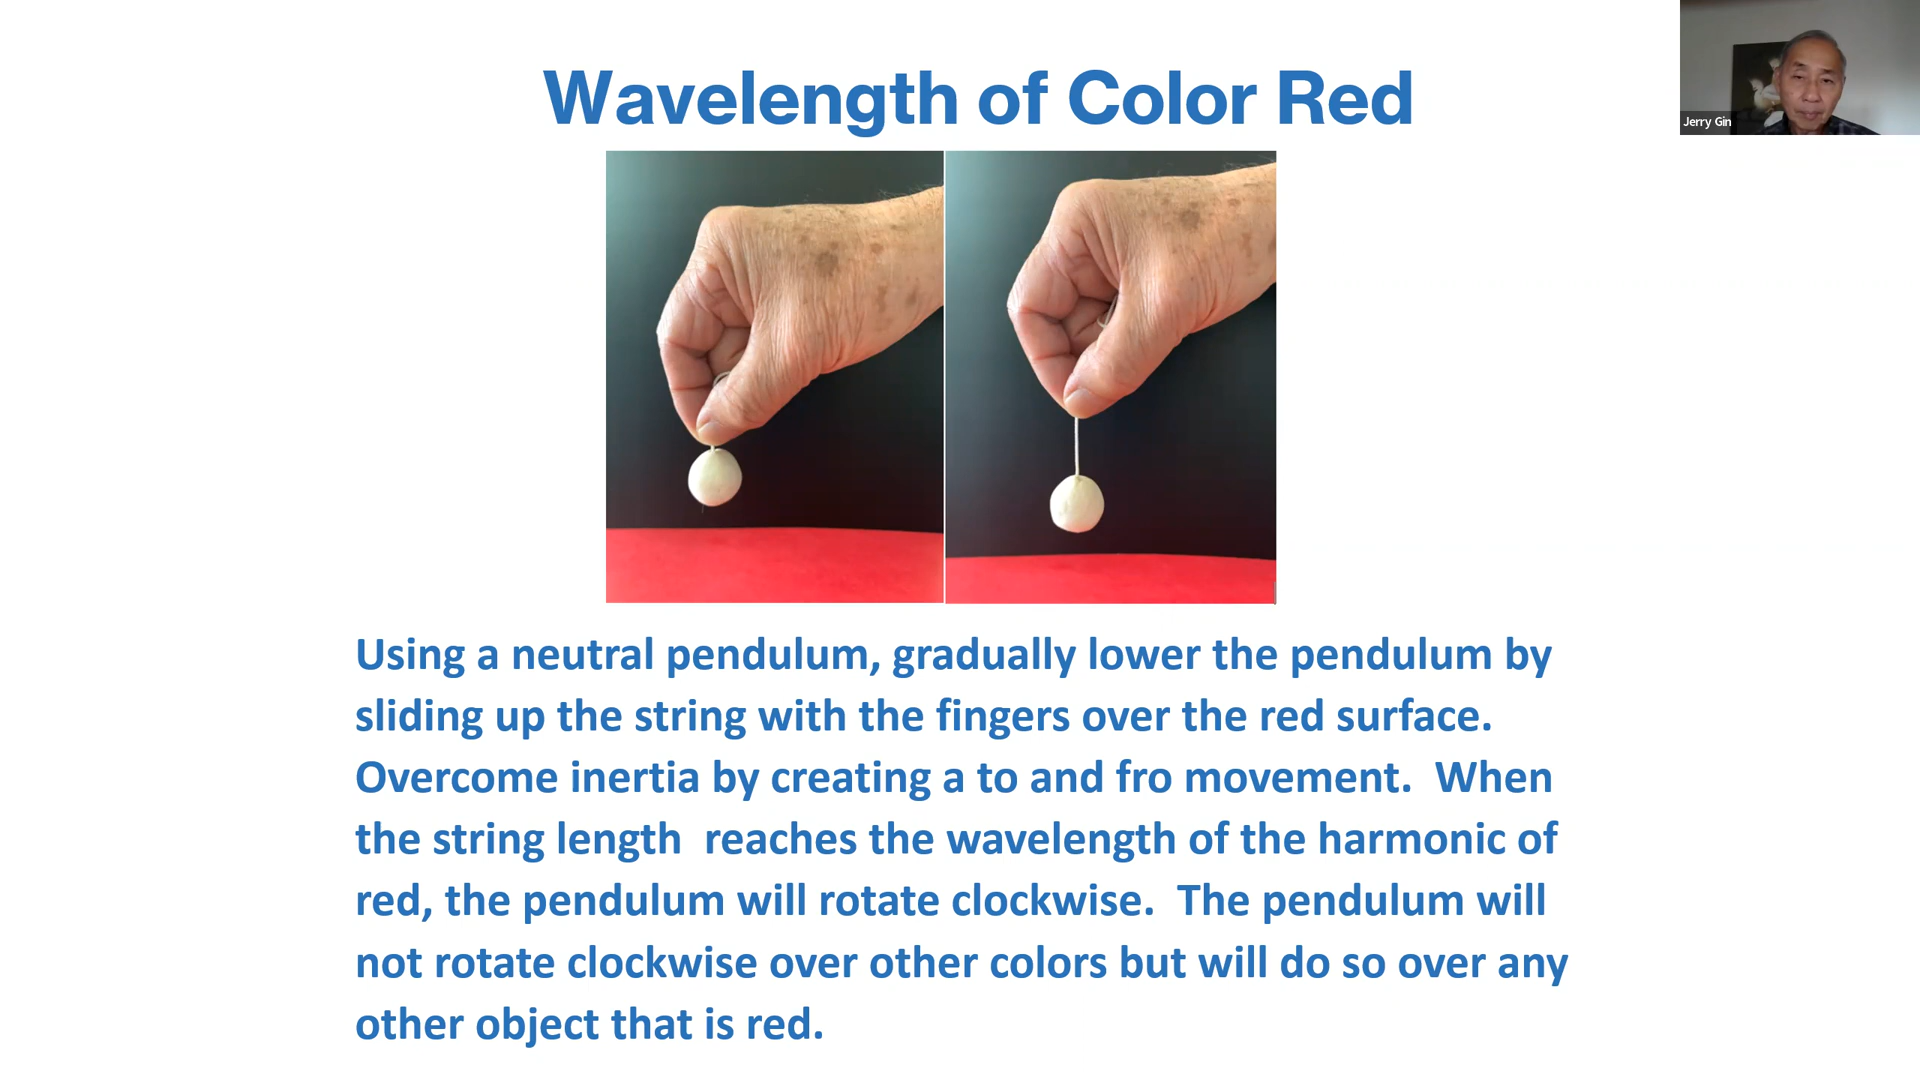 Wavelength of Color Red
Jerry Gin
Using a neutral pendulum, gradually lower the pendulum by
sliding up the string with the fingers over the red surface.
Overcome inertia by creating a to and fro movement.  When
the string length  reaches the wavelength of the harmonic of
red, the pendulum will rotate clockwise.  The pendulum will
not rotate clockwise over other colors but will do so over any
other object that is red.